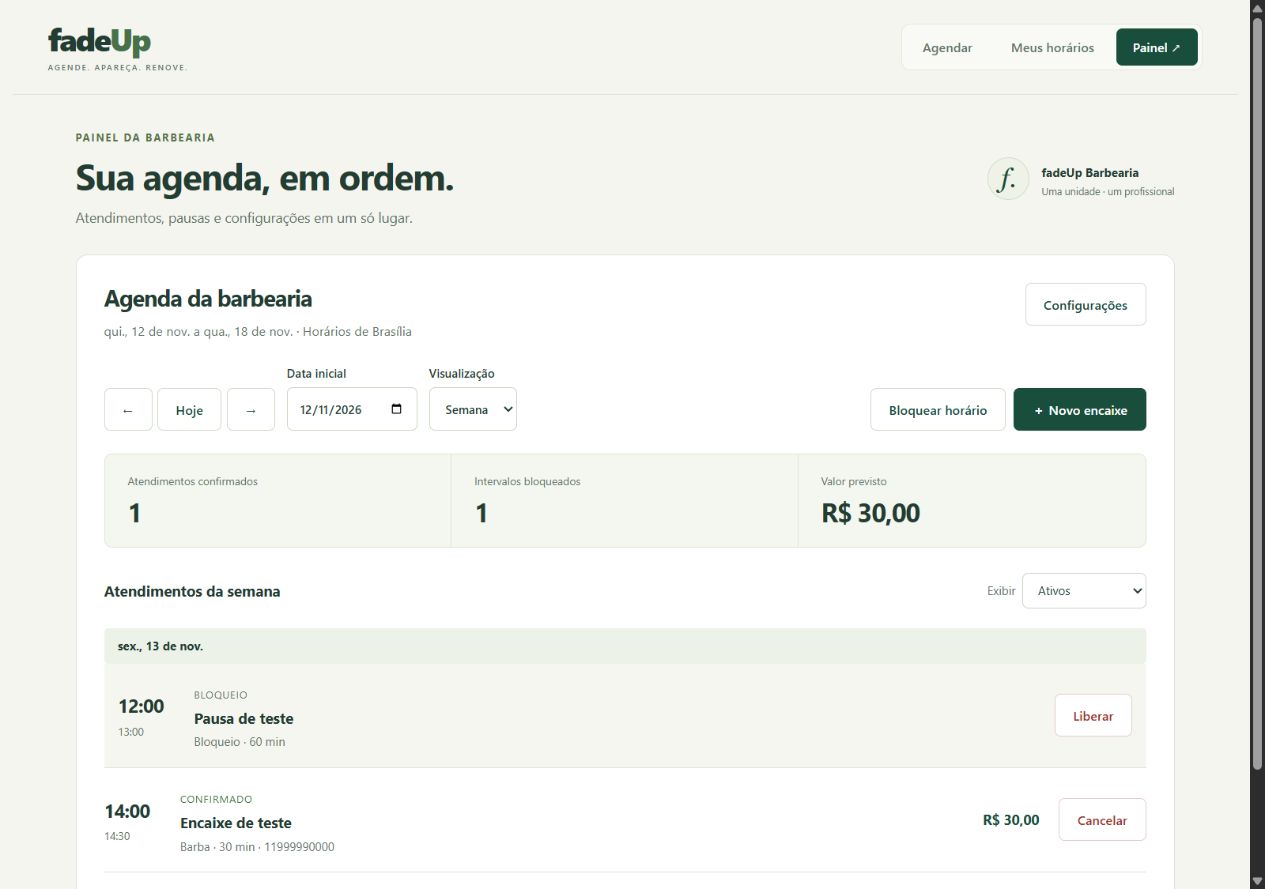 fadeUp
AGENDE. APAREÇA. RENOVE.
Agendar
Meus horários
Painel ↗
PAINEL DA BARBEARIA
Sua agenda, em ordem.
Atendimentos, pausas e configurações em um só lugar.
f.
fadeUp Barbearia
Uma unidade · um profissional
Agenda da barbearia
qui., 12 de nov. a qua., 18 de nov. · Horários de Brasília
Configurações
Data inicial
Visualização
←
Hoje
→
12/11/2026
Semana
Bloquear horário
+ Novo encaixe
Atendimentos confirmados
1
Intervalos bloqueados
1
Valor previsto
R$ 30,00
Atendimentos da semana
Exibir
Ativos
sex., 13 de nov.
12:00
13:00
BLOQUEIO
Pausa de teste
Bloqueio · 60 min
Liberar
14:00
14:30
CONFIRMADO
Encaixe de teste
Barba · 30 min · 11999990000
R$ 30,00
Cancelar